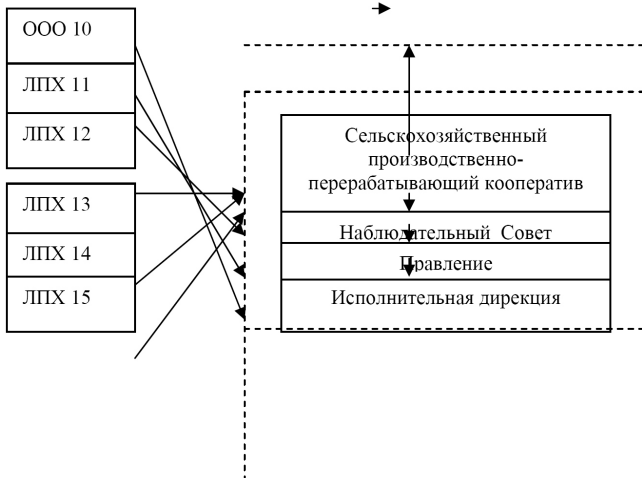 ООО 10
ЛПХ 11
ЛПХ 12
ЛПХ 13
ЛПХ 14
ЛПХ 15
Сельскохозяйственный
производственно-
перерабатывающий кооператив
Наблюдательный Совет
Правление
Исполнительная дирекция